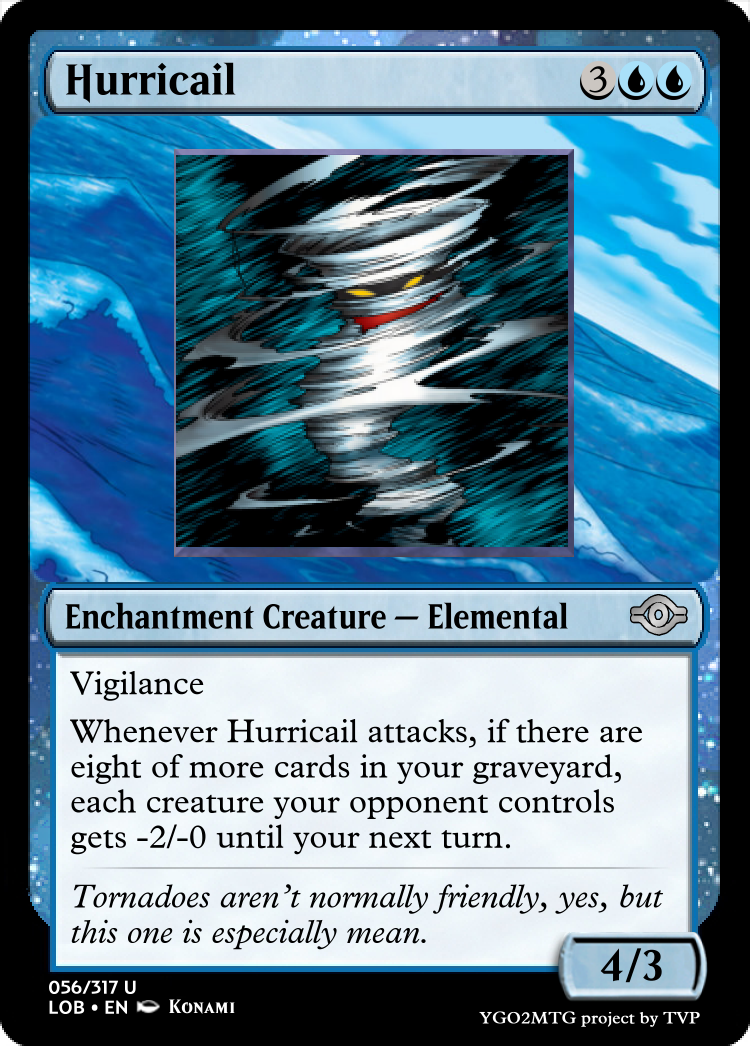 Hurricail 3
Enchantment Creature — Elemental
Vigilance
Whenever Hurricail attacks, if there are
eight of more cards in your graveyard,
each creature your opponent controls
gets -2/-0 until your next turn.
Tornadoes aren't normally friendly, yes, but
this one is especially mean.
4/3
056/317 U
LOB • EN Konami
YGO2MTG project by TVP